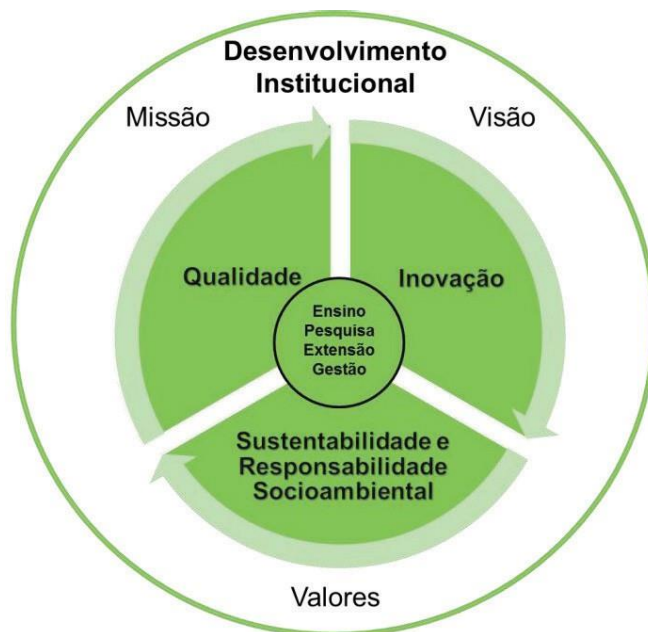 Desenvolvimento
Institucional
Missão
Visão
Qualidade
Inovação
Ensino
Pesquisa
Extensão
Gestão
Sustentabilidade e
Responsabilidade
Socioambiental
Valores